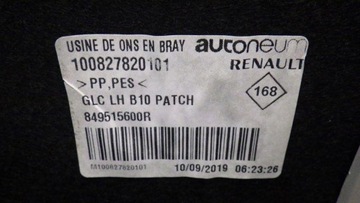 USINE DE ONS EN BRAY autoneum
100827820101 RENAULT
>PP,PES<
GLC LH B10 PATCH 168
849515600R
10/09/2019 06:23:26